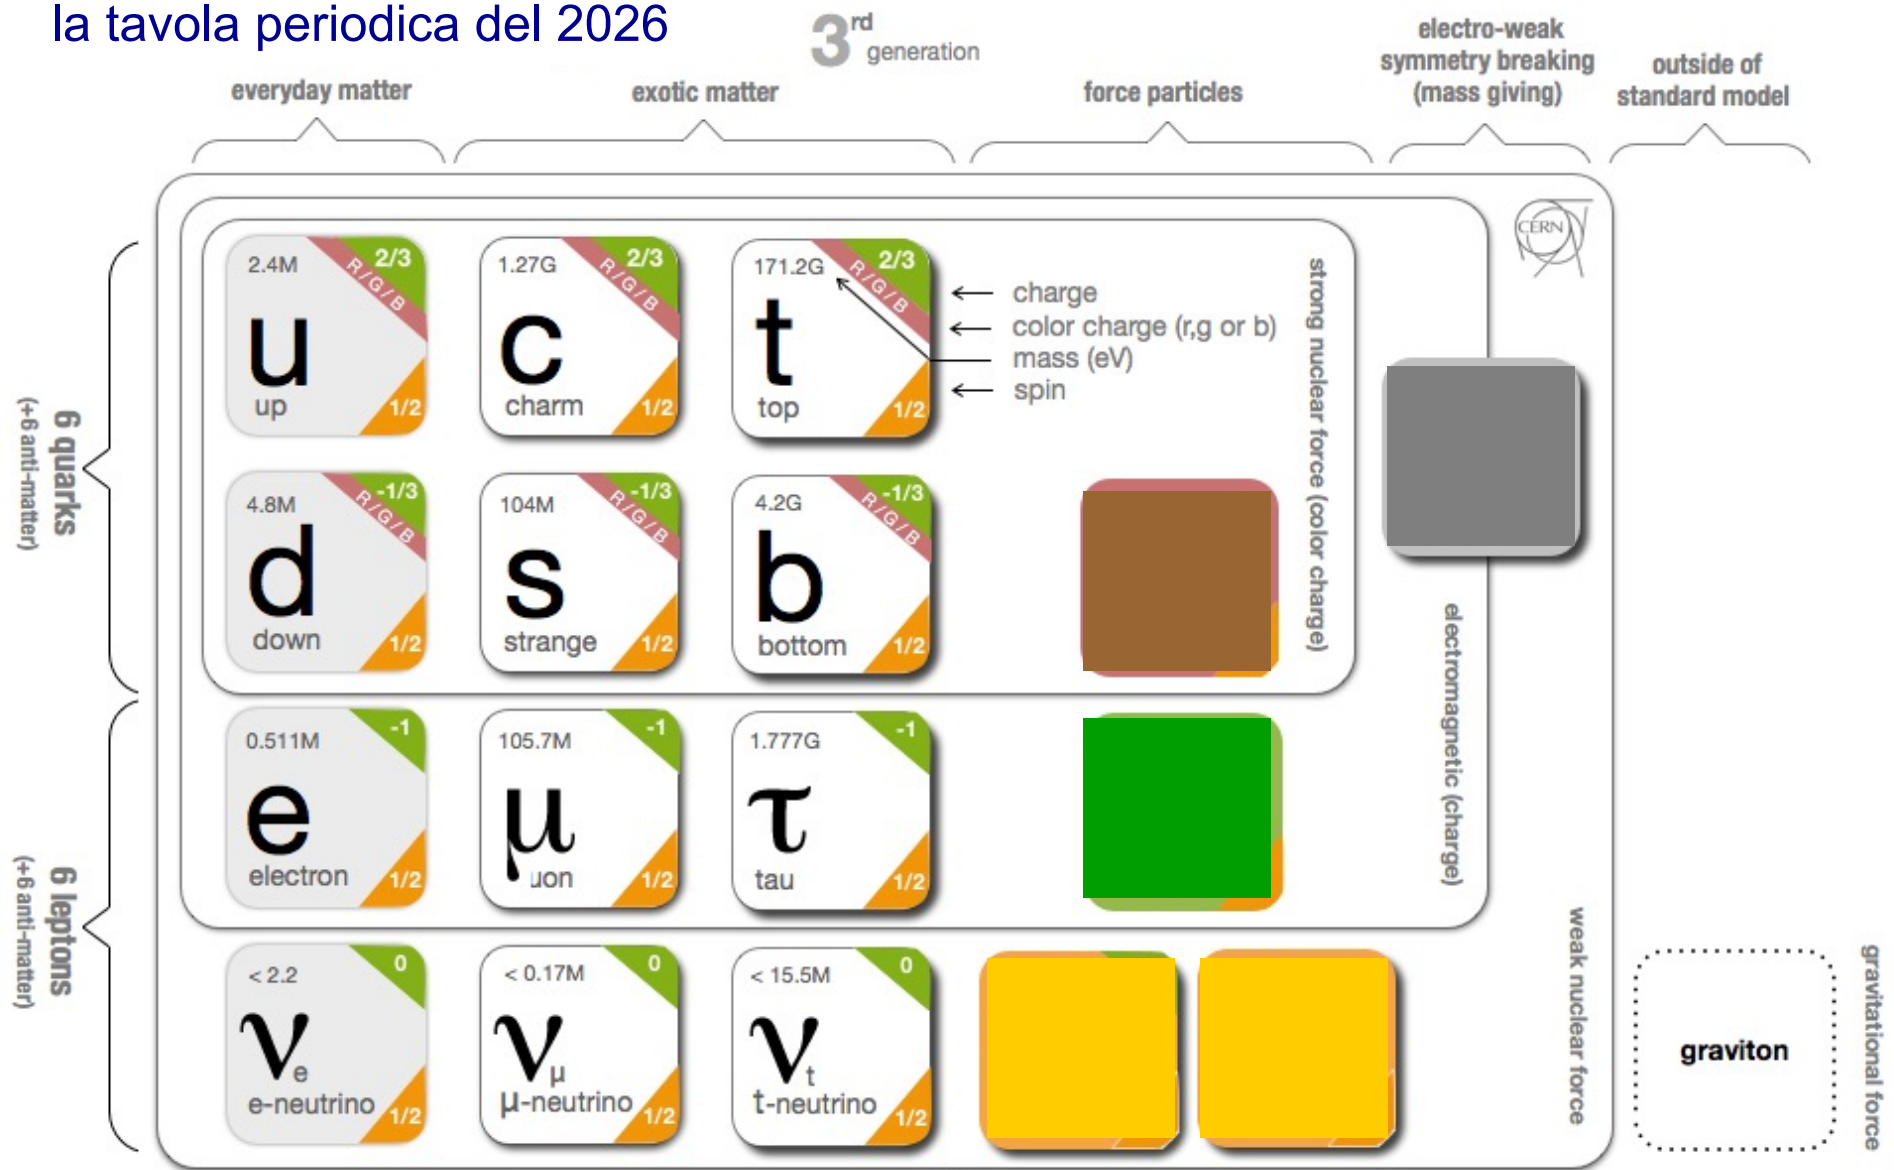 la tavola periodica del 2026
3rd generation
everyday matter
exotic matter
force particles
electro-weak
symmetry breaking
(mass giving)
outside of
standard model
CERN
6 quarks
(+6 anti-matter)
2.4M
2/3
R/G/B
u
up
1/2
1.27G
2/3
R/G/B
c
charm
1/2
171.2G
2/3
R/G/B
t
top
1/2
charge
color charge (r,g or b)
mass (eV)
spin
4.8M
-1/3
R/G/B
d
down
1/2
104M
-1/3
R/G/B
s
strange
1/2
4.2G
-1/3
R/G/B
b
bottom
1/2
strong nuclear force (color charge)
6 leptons
(+6 anti-matter)
0.511M
-1
e
electron
1/2
105.7M
-1
μ
uon
1/2
1.777G
-1
τ
tau
1/2
electromagnetic (charge)
< 2.2
0
νe
e-neutrino
1/2
< 0.17M
0
νμ
μ-neutrino
1/2
< 15.5M
0
νt
t-neutrino
1/2
weak nuclear force
graviton
gravitational force